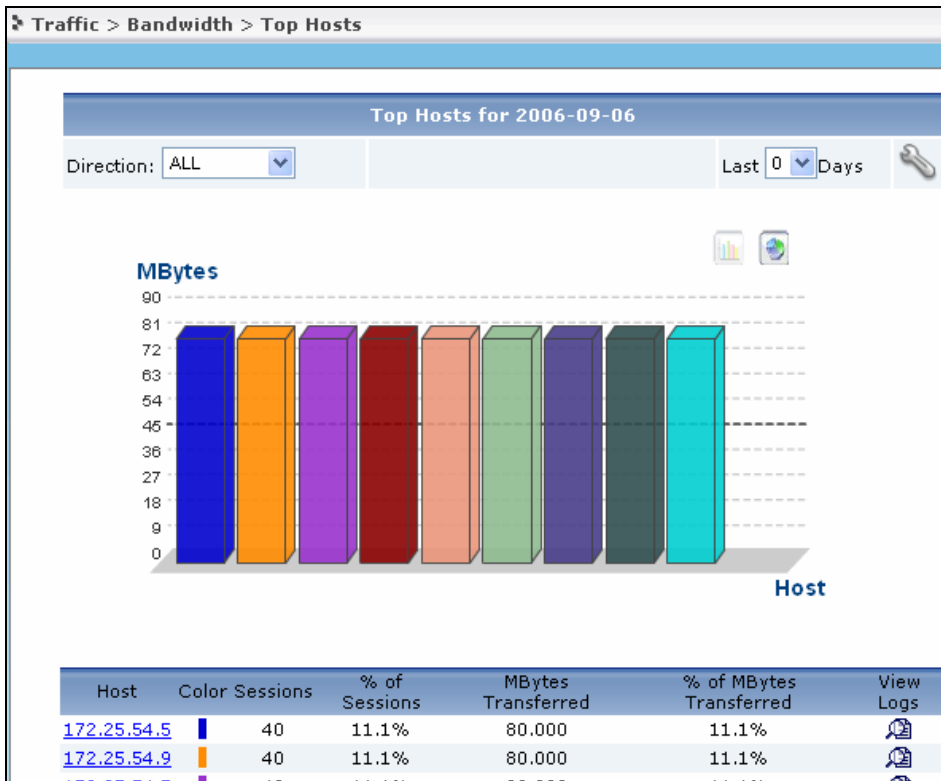 Traffic > Bandwidth > Top Hosts
Top Hosts for 2006-09-06
Direction: ALL Last 0 Days
MBytes
90
81
72
63
54
45
36
27
18
9
0
Host
Host Color Sessions % of Sessions MBytes Transferred % of MBytes Transferred View Logs
172.25.54.5 40 11.1% 80.000 11.1%
172.25.54.9 40 11.1% 80.000 11.1%